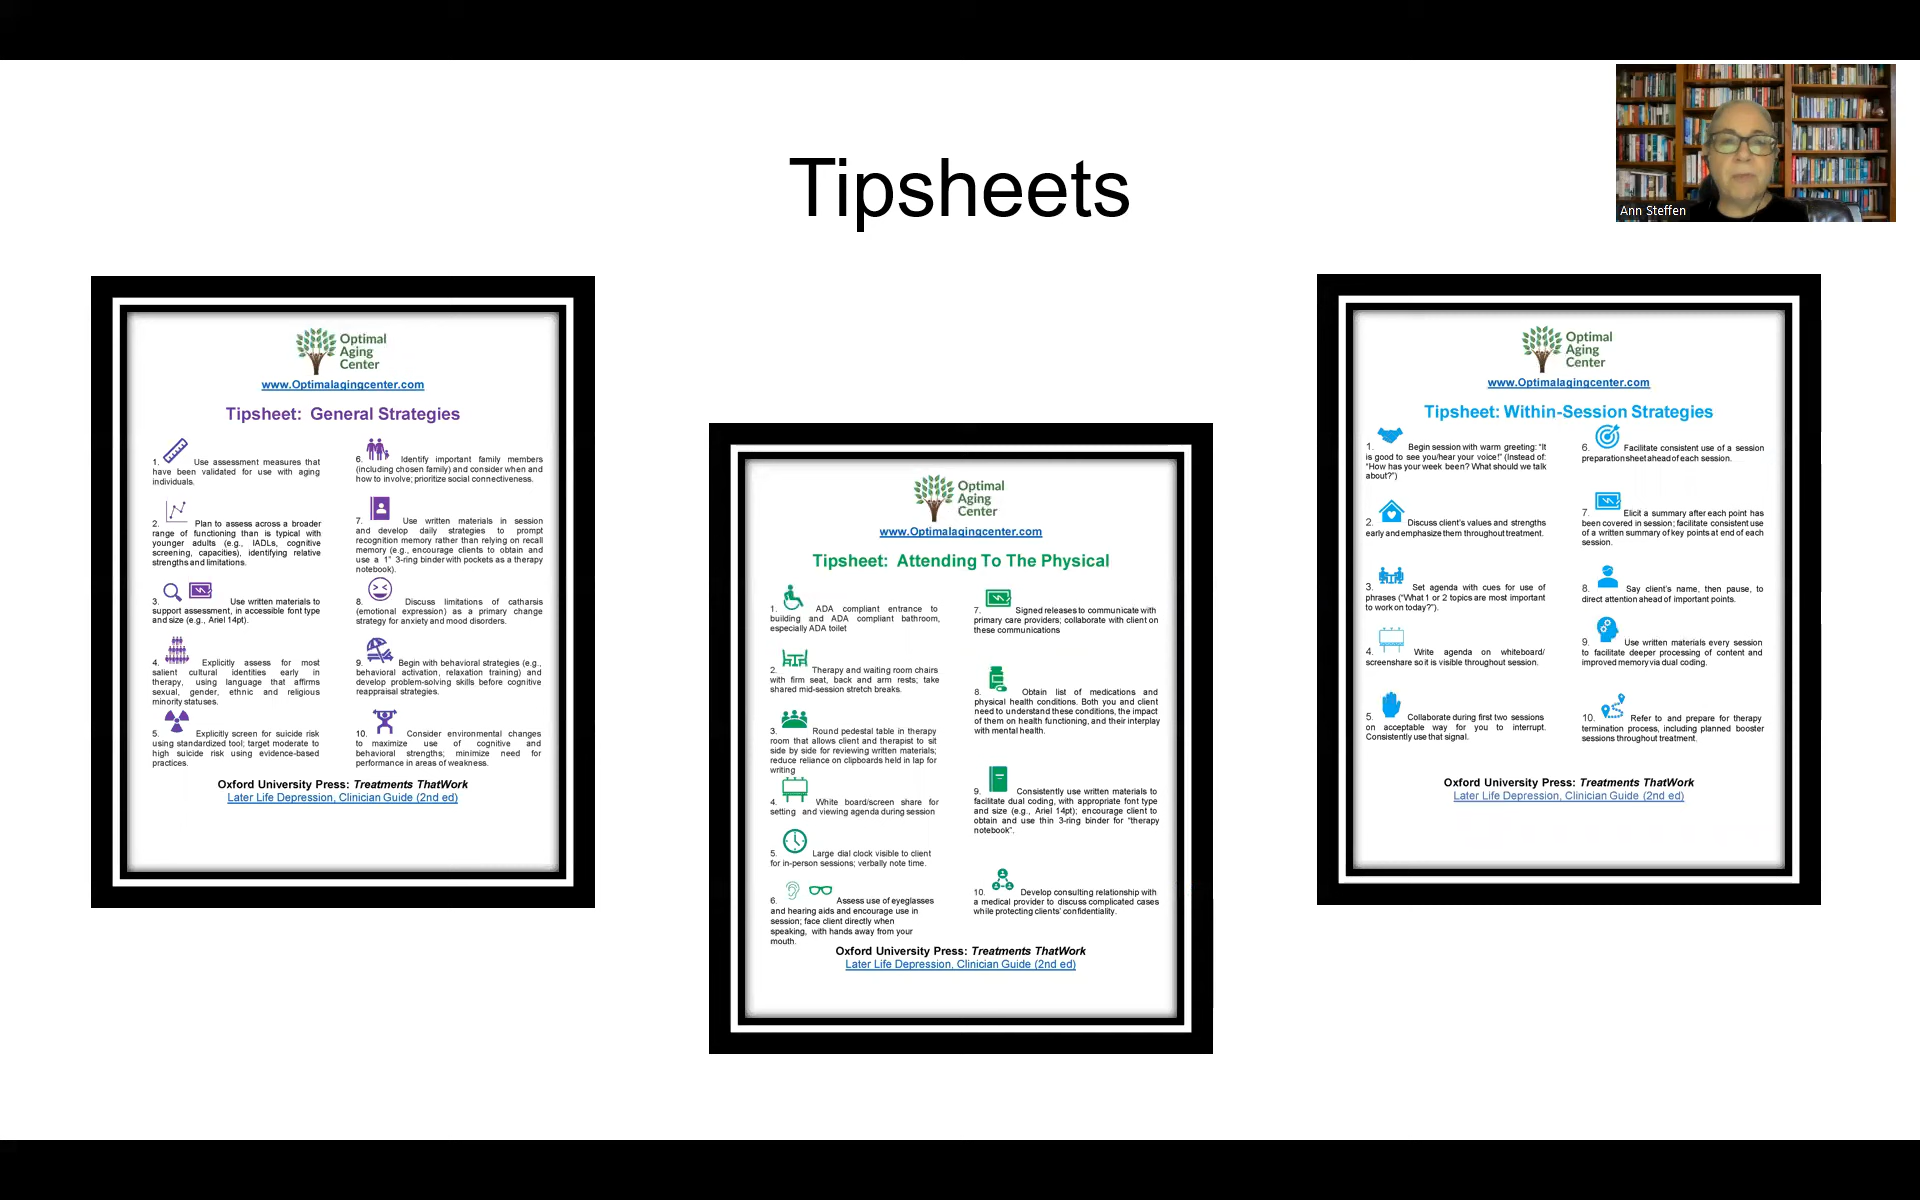 Tipsheets
Ann Steffen
Optimal
Aging
Center
www.Optimalagingcenter.com
Tipsheet: General Strategies
1. Use assessment measures that
have been validated for use with aging
individuals.
2. Plan to assess across a broader
range of functioning than is typical with
younger adults (e.g., IADLs, cognitive
screening, capacities), identifying relative
strengths and limitations.
3. Use written materials to
support assessment, in accessible font type
and size (e.g., Ariel 14pt).
4. Explicitly assess for most
salient cultural identities early in
therapy, using language that affirms
sexual, gender, ethnic and religious
minority statuses.
5. Explicitly screen for suicide risk
using standardized tool; target moderate to
high suicide risk using evidence-based
practices.
6. Identify important family members
(including chosen family) and consider when and
how to involve; prioritize social connectiveness.
7. Use written materials in session
and develop daily strategies to prompt
recognition memory rather than relying on recall
memory (e.g., encourage clients to obtain and
use a 1" 3-ring binder with pockets as a therapy
notebook).
8. Discuss limitations of catharsis
(emotional expression) as a primary change
strategy for anxiety and mood disorders.
9. Begin with behavioral strategies (e.g.,
behavioral activation, relaxation training) and
develop problem-solving skills before cognitive
reappraisal strategies.
10. Consider environmental changes
to maximize use of cognitive and
behavioral strengths; minimize need for
performance in areas of weakness.
Oxford University Press: Treatments ThatWork
Later Life Depression, Clinician Guide (2nd ed)
Optimal
Aging
Center
www.Optimalagingcenter.com
Tipsheet: Attending To The Physical
1. ADA compliant entrance to
building and ADA compliant bathroom,
especially ADA toilet
2. Therapy and waiting room chairs
with firm seat, back and arm rests; take
shared mid-session stretch breaks.
3. Round pedestal table in therapy
room that allows client and therapist to sit
side by side for reviewing written materials;
reduce reliance on clipboards held in lap for
writing
4. White board/screen share for
setting and viewing agenda during session
5. Large dial clock visible to client
for in-person sessions; verbally note time.
6. Assess use of eyeglasses
and hearing aids and encourage use in
session; face client directly when
speaking, with hands away from your
mouth.
7. Signed releases to communicate with
primary care providers; collaborate with client on
these communications
8. Obtain list of medications and
physical health conditions. Both you and client
need to understand these conditions, the impact
of them on health functioning, and their interplay
with mental health.
9. Consistently use written materials to
facilitate dual coding, with appropriate font type
and size (e.g., Ariel 14pt); encourage client to
obtain and use thin 3-ring binder for "therapy
notebook".
10. Develop consulting relationship with
a medical provider to discuss complicated cases
while protecting clients' confidentiality.
Oxford University Press: Treatments ThatWork
Later Life Depression, Clinician Guide (2nd ed)
Optimal
Aging
Center
www.Optimalagingcenter.com
Tipsheet: Within-Session Strategies
1. Begin session with warm greeting: "It
is good to see you/hear your voice!" (Instead of:
"How has your week been? What should we talk
about?")
2. Discuss client's values and strengths
early and emphasize them throughout treatment.
3. Set agenda with cues for use of
phrases ("What 1 or 2 topics are most important
to work on today?").
4. Write agenda on whiteboard/
screenshare so it is visible throughout session.
5. Collaborate during first two sessions
on acceptable way for you to interrupt.
Consistently use that signal.
6. Facilitate consistent use of a session
preparation sheet ahead of each session.
7. Elicit a summary after each point has
been covered in session; facilitate consistent use
of a written summary of key points at end of each
session.
8. Say client's name, then pause, to
direct attention ahead of important points.
9. Use written materials every session
to facilitate deeper processing of content and
improved memory via dual coding.
10. Refer to and prepare for therapy
termination process, including planned booster
sessions throughout treatment.
Oxford University Press: Treatments ThatWork
Later Life Depression, Clinician Guide (2nd ed)